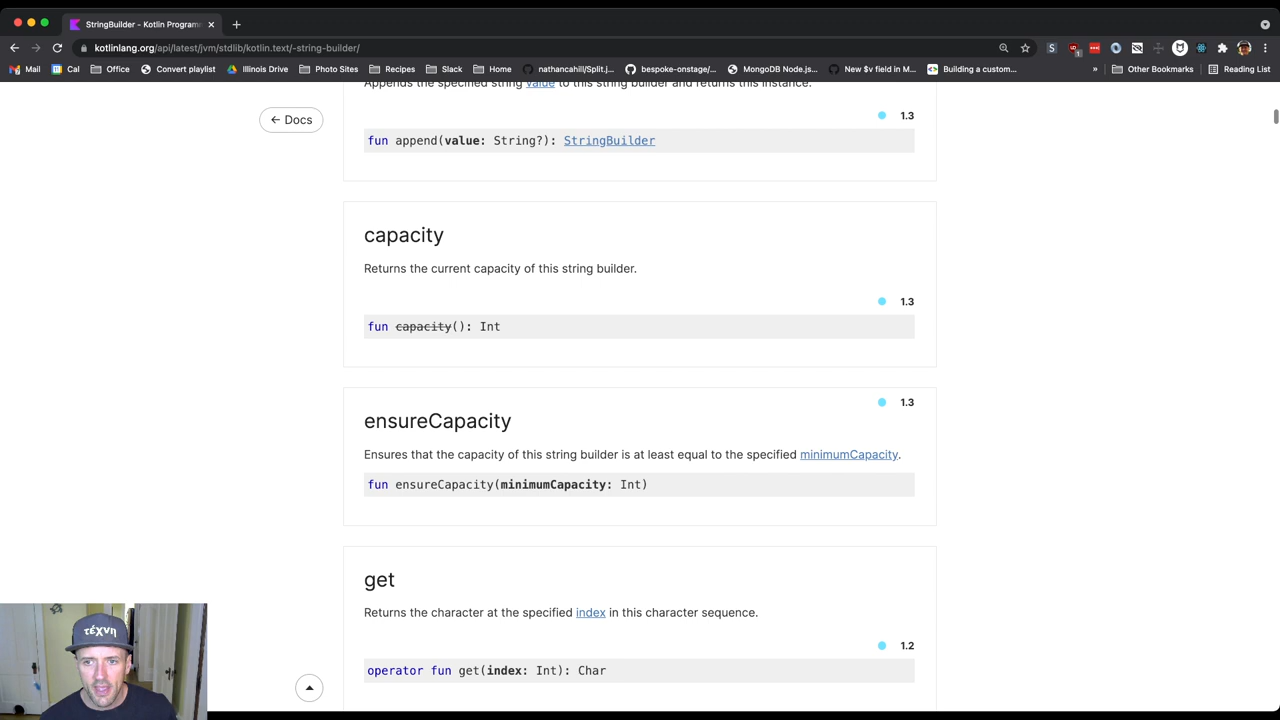 StringBuilder – Kotlin Program
kotlinlang.org/api/latest/jvm/stdlib/kotlin.text/-string-builder/
Mail Cal Office Convert playlist Illinois Drive Photo Sites Recipes Slack Home nathancahill/Split.j... bespoke-onstage/... MongoDB Node.js... New $v field in M... Building a custom... » Other Bookmarks Reading List
Appends the specified string value to this string builder and returns this instance.
← Docs
1.3
fun append(value: String?): StringBuilder
capacity
Returns the current capacity of this string builder.
1.3
fun capacity(): Int
1.3
ensureCapacity
Ensures that the capacity of this string builder is at least equal to the specified minimumCapacity.
fun ensureCapacity(minimumCapacity: Int)
get
Returns the character at the specified index in this character sequence.
1.2
operator fun get(index: Int): Char
τέχνη